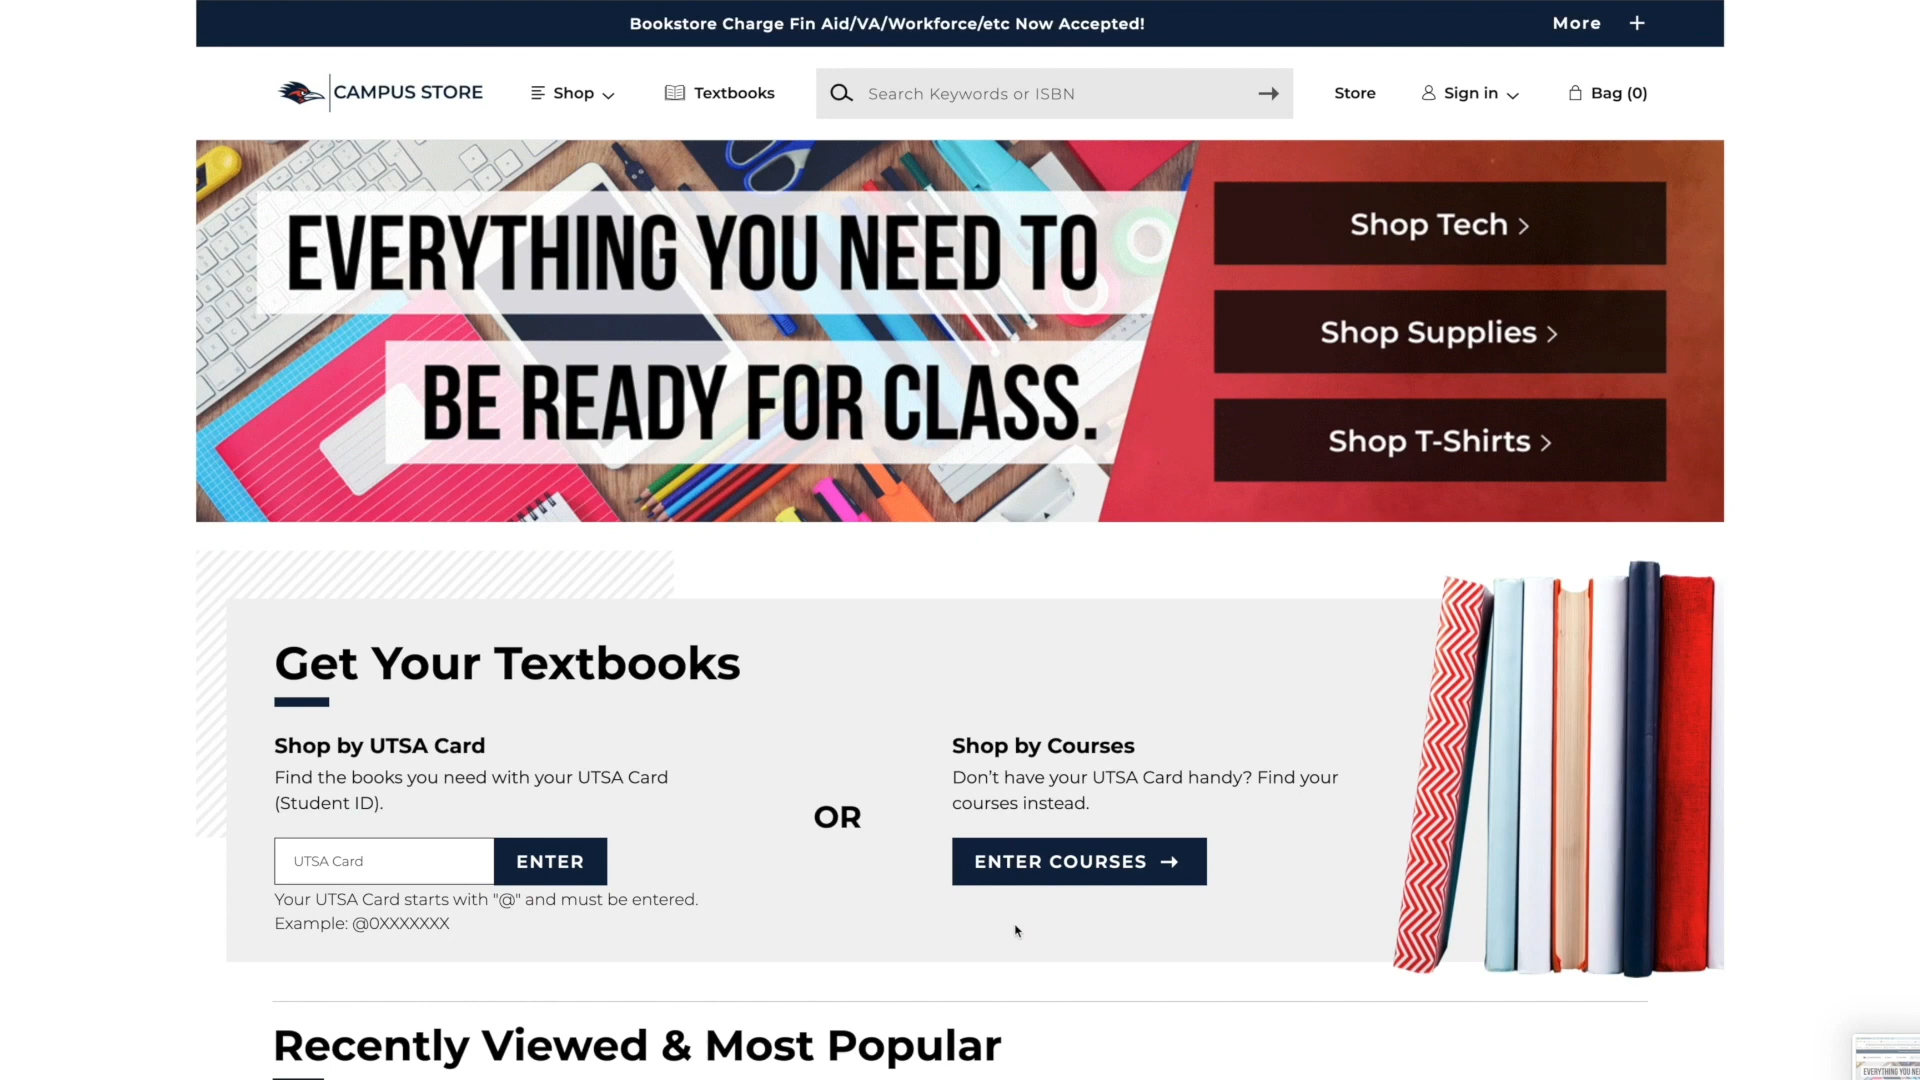 Bookstore Charge Fin Aid/VA/Workforce/etc Now Accepted!
More +
CAMPUS STORE
Shop
Textbooks
Search Keywords or ISBN
Store
Sign in
Bag (0)
EVERYTHING YOU NEED TO
BE READY FOR CLASS.
Shop Tech >
Shop Supplies >
Shop T-Shirts >
Get Your Textbooks
Shop by UTSA Card
Find the books you need with your UTSA Card
(Student ID).
UTSA Card
ENTER
Your UTSA Card starts with "@" and must be entered.
Example: @0XXXXXXX
OR
Shop by Courses
Don't have your UTSA Card handy? Find your
courses instead.
ENTER COURSES →
Recently Viewed & Most Popular
EVERYTHING YOU NE